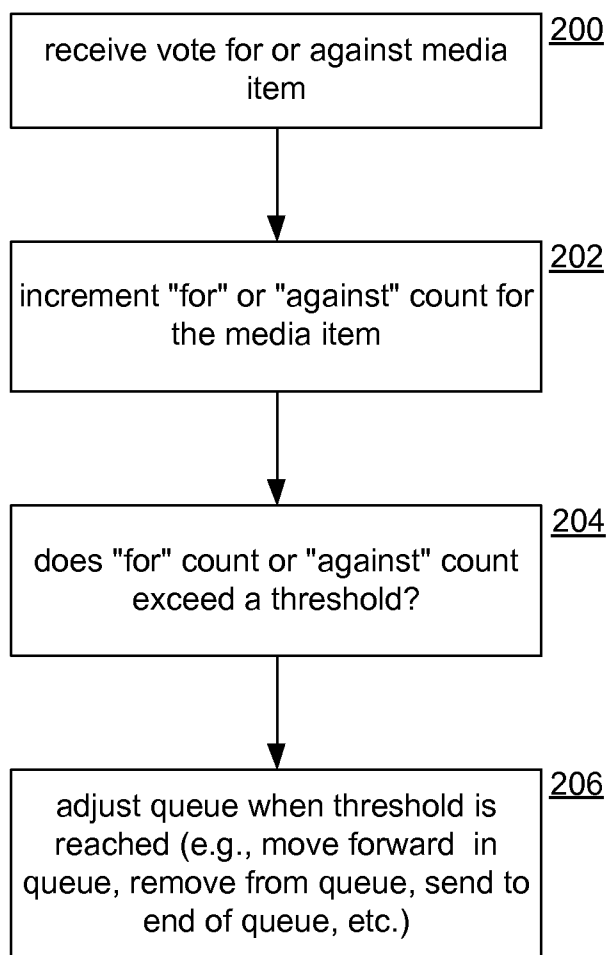 receive vote for or against media
item
200
increment "for" or "against" count for
the media item
202
does "for" count or "against" count
exceed a threshold?
204
adjust queue when threshold is
reached (e.g., move forward in
queue, remove from queue, send to
end of queue, etc.)
206